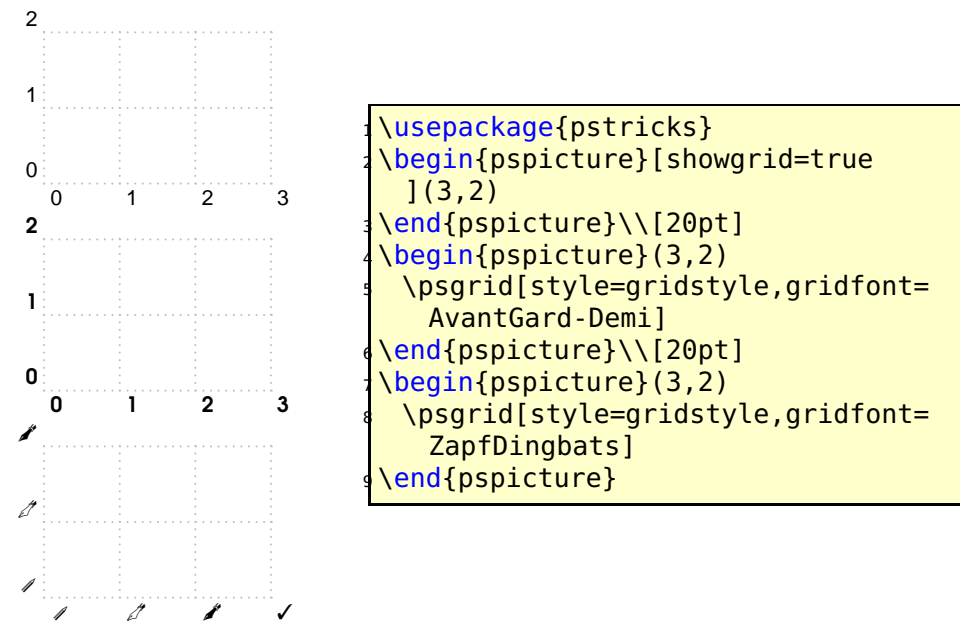 2
1
0
0 1 2 3
2
1
0
0 1 2 3
✒
✑
✐
✐ ✑ ✒ ✓
1 \usepackage{pstricks}
2 \begin{pspicture}[showgrid=true
](3,2)
3 \end{pspicture}\\[20pt]
4 \begin{pspicture}(3,2)
5 \psgrid[style=gridstyle,gridfont=
AvantGard-Demi]
6 \end{pspicture}\\[20pt]
7 \begin{pspicture}(3,2)
8 \psgrid[style=gridstyle,gridfont=
ZapfDingbats]
9 \end{pspicture}